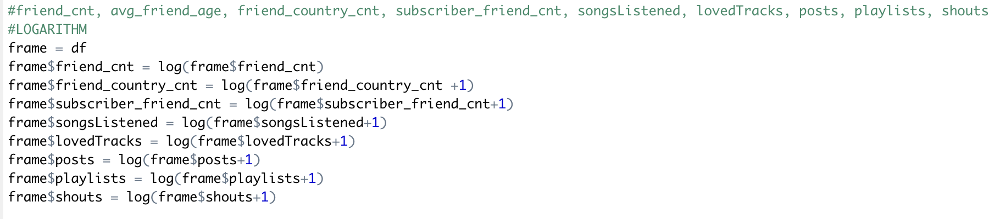 #friend_cnt, avg_friend_age, friend_country_cnt, subscriber_friend_cnt, songsListened, lovedTracks, posts, playlists, shouts
#LOGARITHM
frame = df
frame$friend_cnt = log(frame$friend_cnt)
frame$friend_country_cnt = log(frame$friend_country_cnt +1)
frame$subscriber_friend_cnt = log(frame$subscriber_friend_cnt+1)
frame$songsListened = log(frame$songsListened+1)
frame$lovedTracks = log(frame$lovedTracks+1)
frame$posts = log(frame$posts+1)
frame$playlists = log(frame$playlists+1)
frame$shouts = log(frame$shouts+1)